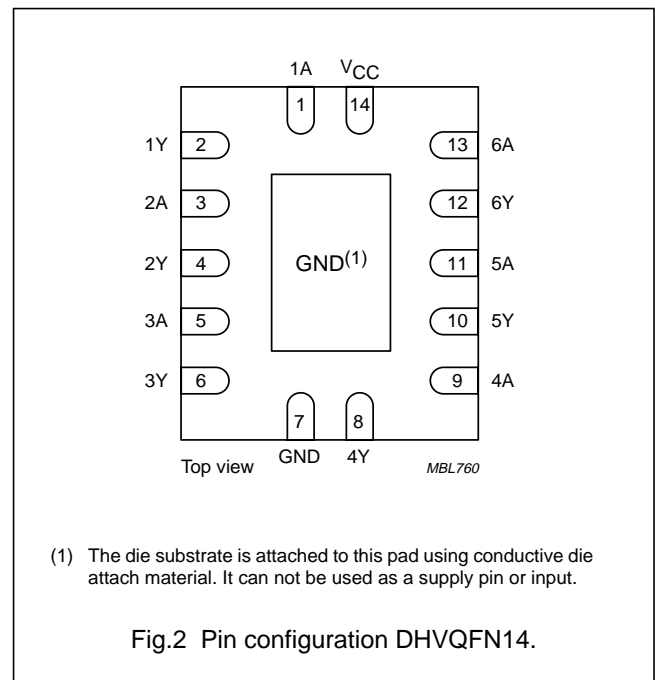 1A VCC
1 14
1Y 2 13 6A
2A 3 12 6Y
2Y 4 GND(1) 11 5A
3A 5 10 5Y
3Y 6 9 4A
7 8
Top view GND 4Y MBL760
(1) The die substrate is attached to this pad using conductive die
attach material. It can not be used as a supply pin or input.
Fig.2 Pin configuration DHVQFN14.